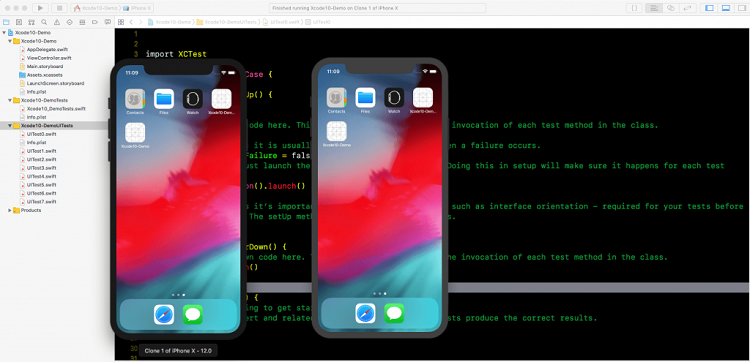 Xcode10-Demo
iPhone X
Finished running Xcode10-Demo on Clone 1 of iPhone X
Xcode10-Demo
Xcode10-DemoUITests
UITest0.swift
UITest0
Xcode10-Demo
Xcode10-Demo
AppDelegate.swift
ViewController.swift
Main.storyboard
Assets.xcassets
LaunchScreen.storyboard
Info.plist
Xcode10-DemoTests
Xcode10_DemoTests.swift
Info.plist
Xcode10-DemoUITests
UITest0.swift
Info.plist
UITest1.swift
UITest2.swift
UITest3.swift
UITest4.swift
UITest5.swift
UITest6.swift
UITest7.swift
Products
1
2
3 import XCTest
Case {
Up() {
code here. Thi
invocation of each test method in the class.
it is usuall
n a failure occurs.
Failure = fals
ust launch the
Doing this in setup will make sure it happens for each test
on().launch()
s it's importa
such as interface orientation – required for your tests before
The setUp met
s.
rDown() {
wn code here.
the invocation of each test method in the class.
n()
) {
ing to get sta
ert and relate
sts produce the correct results.
30
31
11:09
Contacts
Files
Watch
Xcode10-Dem...
Xcode10-Demo
11:09
Contacts
Files
Watch
Xcode10-Dem...
Xcode10-Demo
Clone 1 of iPhone X - 12.0